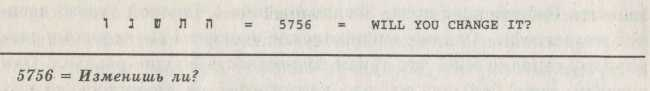 ה ת ש נ ו = 5756 = WILL YOU CHANGE IT?
5756 = Изменишь ли?